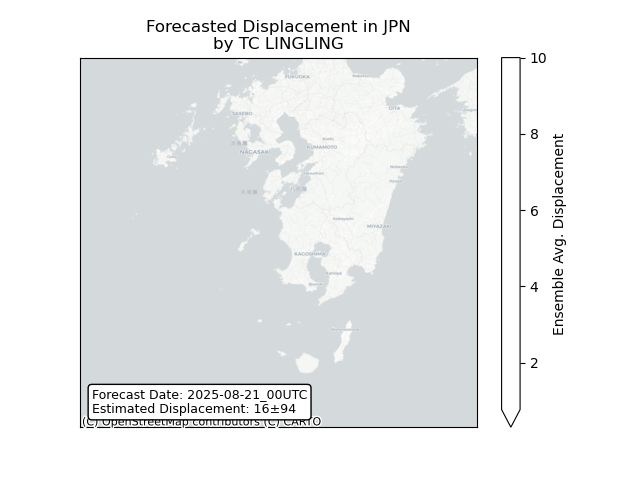 Forecasted Displacement in JPN
by TC LINGLING
FUKUOKA
OITA
SASEBO
KUMAMOTO
NAGASAKI
MIYAZAKI
KAGOSHIMA
10
8
6
4
2
Ensemble Avg. Displacement
Forecast Date: 2025-08-21_00UTC
Estimated Displacement: 16±94
(C) OpenStreetMap contributors (C) CARTO